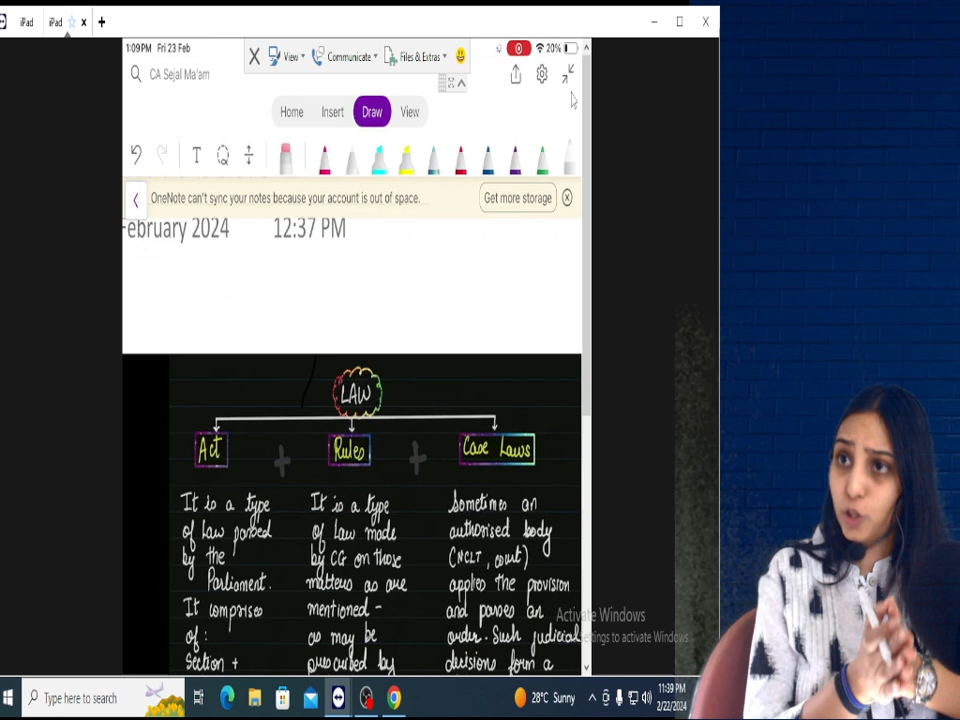 iPad
iPad
1:09PM Fri 23 Feb
View
Communicate
Files & Extras
20%
CA Sejal Ma'am
Home
Insert
Draw
View
OneNote can't sync your notes because your account is out of space.
Get more storage
February 2024 12:37 PM
LAW
Act + Rules + Case Laws
It is a type
of Law passed
by the
Parliament.
It comprises
of:
Section +
It is a type
of Law made
by CG on those
matters as are
mentioned -
as may be
prescribed by
Sometimes an
authorised body
(NCLT, court)
applies the provision
and passes an
order. Such judicial
decisions form a
Activate Windows
ettings to activate Windows.
Type here to search
28°C Sunny
11:39 PM
2/22/2024